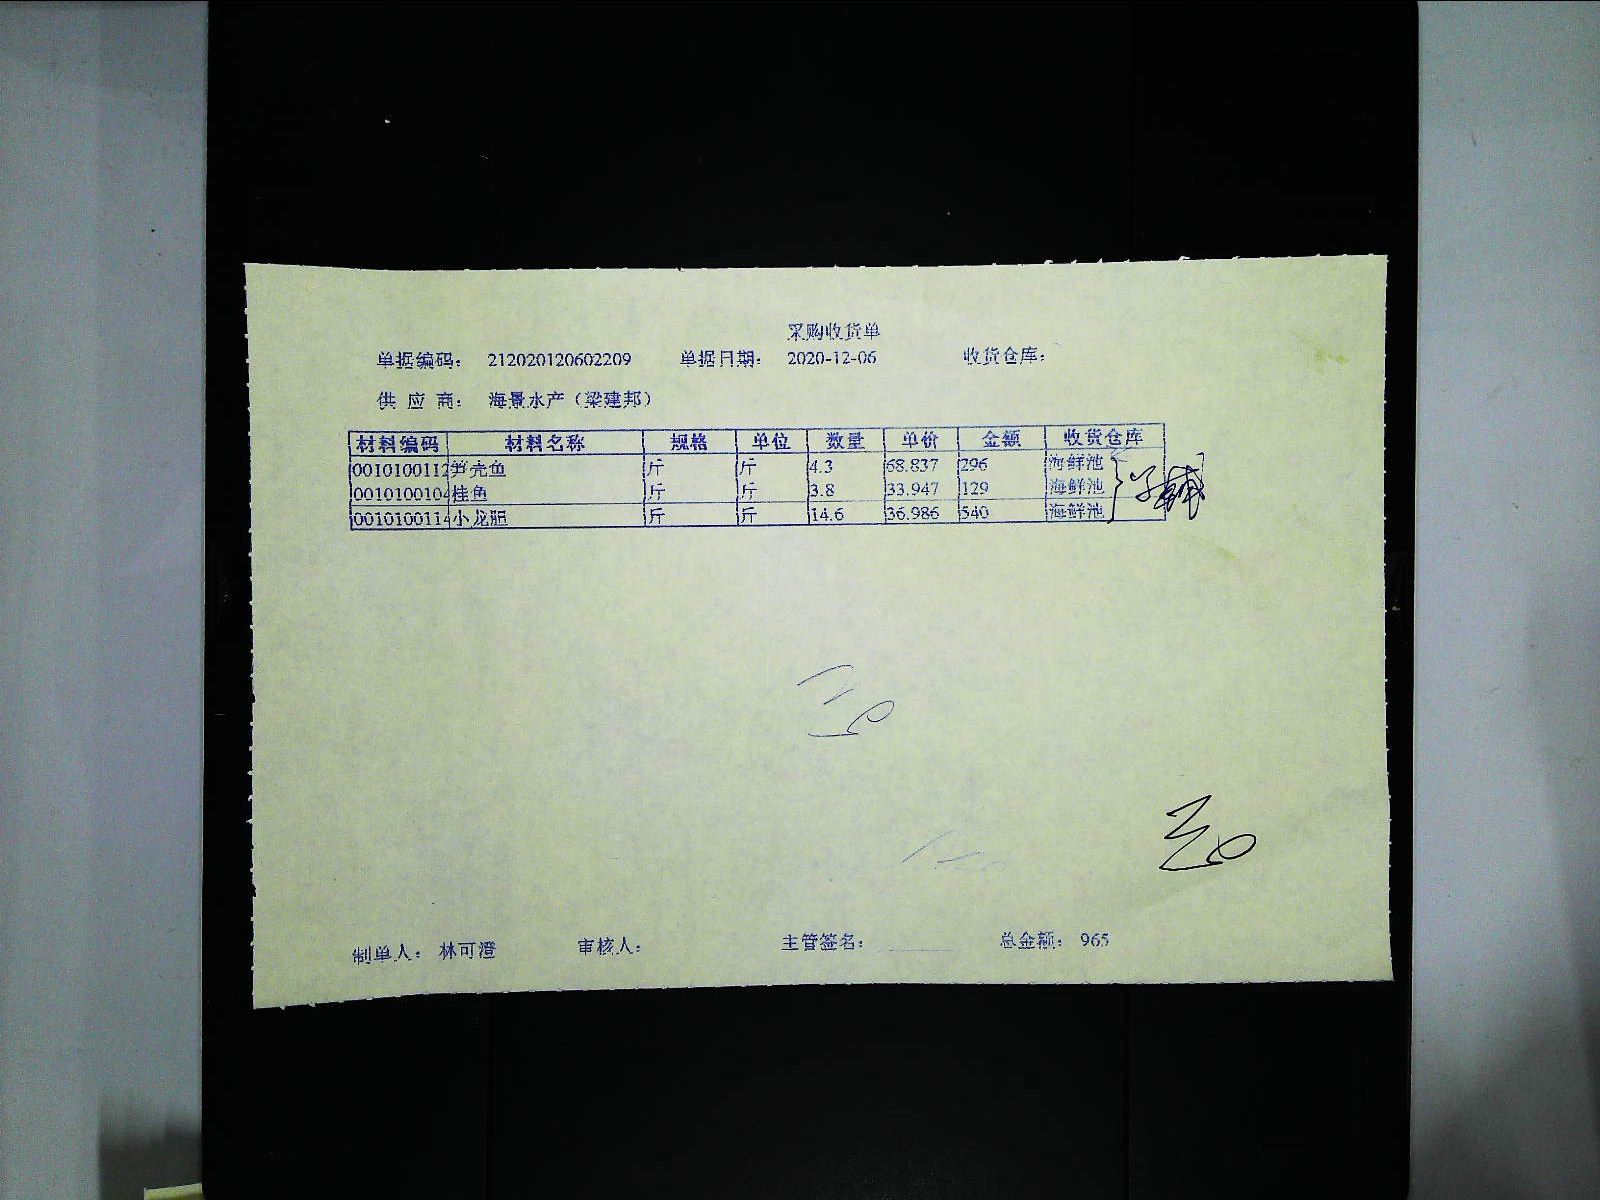 采购收货单
单据编码： 212020120602209 单据日期： 2020-12-06 收货仓库：
供 应 商： 海景水产（梁建邦）
材料编码 材料名称 规格 单位 数量 单价 金额 收货仓库
0010100112 笋壳鱼 斤 斤 4.3 68.837 296 海鲜池
0010100104 桂鱼 斤 斤 3.8 33.947 129 海鲜池
0010100114 小龙胆 斤 斤 14.6 36.986 540 海鲜池
制单人： 林可澄 审核人： 主管签名： 总金额： 965